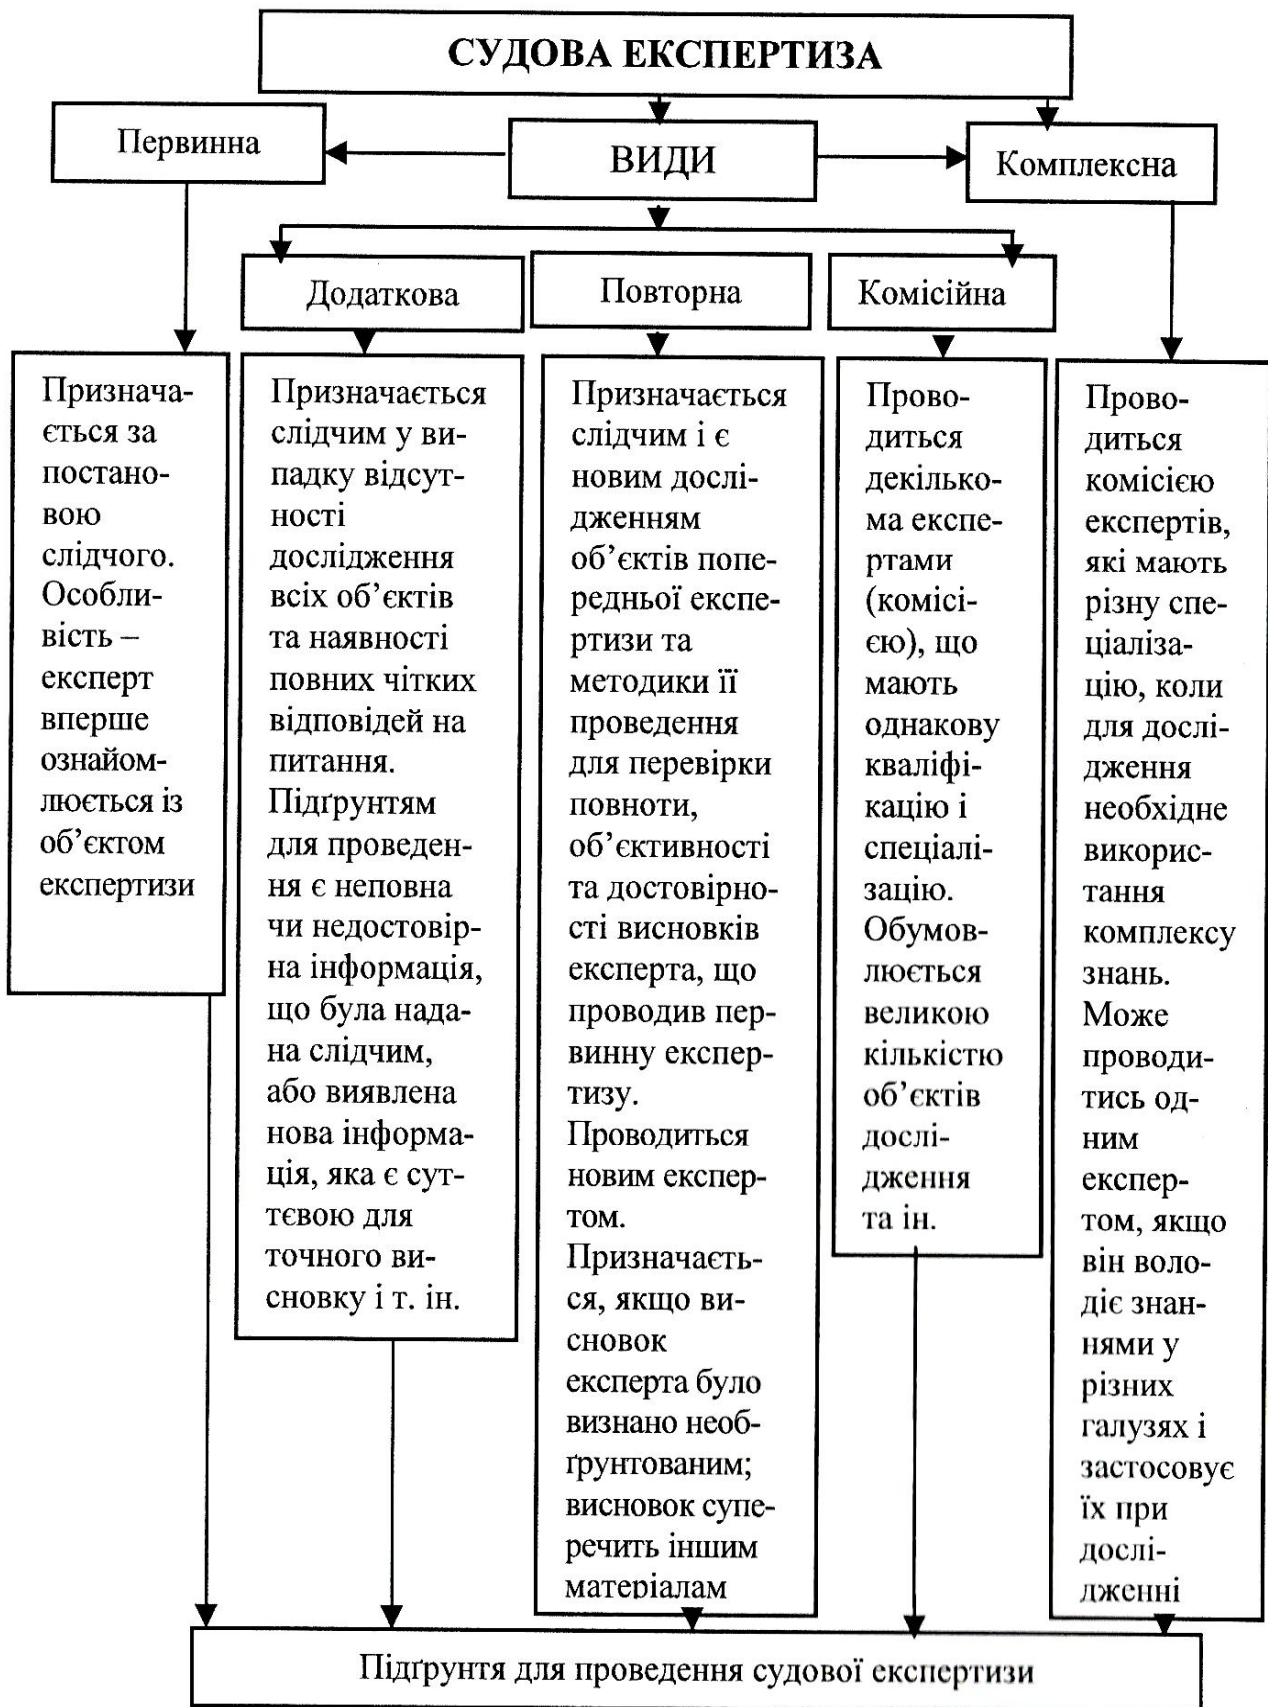 СУДОВА ЕКСПЕРТИЗА
Первинна
ВИДИ
Комплексна
Додаткова
Повторна
Комісійна
Признача-
ється за
постано-
вою
слідчого.
Особли-
вість –
експерт
вперше
ознайом-
люється із
об’єктом
експертизи
Призначається
слідчим у ви-
падку відсут-
ності
дослідження
всіх об’єктів
та наявності
повних чітких
відповідей на
питання.
Підґрунтям
для проведен-
ня є неповна
чи недостовір-
на інформація,
що була нада-
на слідчим,
або виявлена
нова інформа-
ція, яка є сут-
тєвою для
точного ви-
сновку і т. ін.
Призначається
слідчим і є
новим дослі-
дженням
об’єктів попе-
редньої експе-
ртизи та
методики її
проведення
для перевірки
повноти,
об’єктивності
та достовірно-
сті висновків
експерта, що
проводив пер-
винну експер-
тизу.
Проводиться
новим експер-
том.
Призначаєть-
ся, якщо ви-
сновок
експерта було
визнано необ-
ґрунтованим;
висновок супе-
речить іншим
матеріалам
Прово-
диться
декілько-
ма експе-
ртами
(комісі-
єю), що
мають
однакову
кваліфі-
кацію і
спеціалі-
зацію.
Обумов-
люється
великою
кількістю
об’єктів
дослі-
дження
та ін.
Прово-
диться
комісією
експертів,
які мають
різну спе-
ціаліза-
цію, коли
для дослі-
дження
необхідне
викорис-
тання
комплексу
знань.
Може
проводи-
тись од-
ним
експер-
том, якщо
він воло-
діє знан-
нями у
різних
галузях і
застосовує
їх при
дослі-
дженні
Підґрунтя для проведення судової експертизи